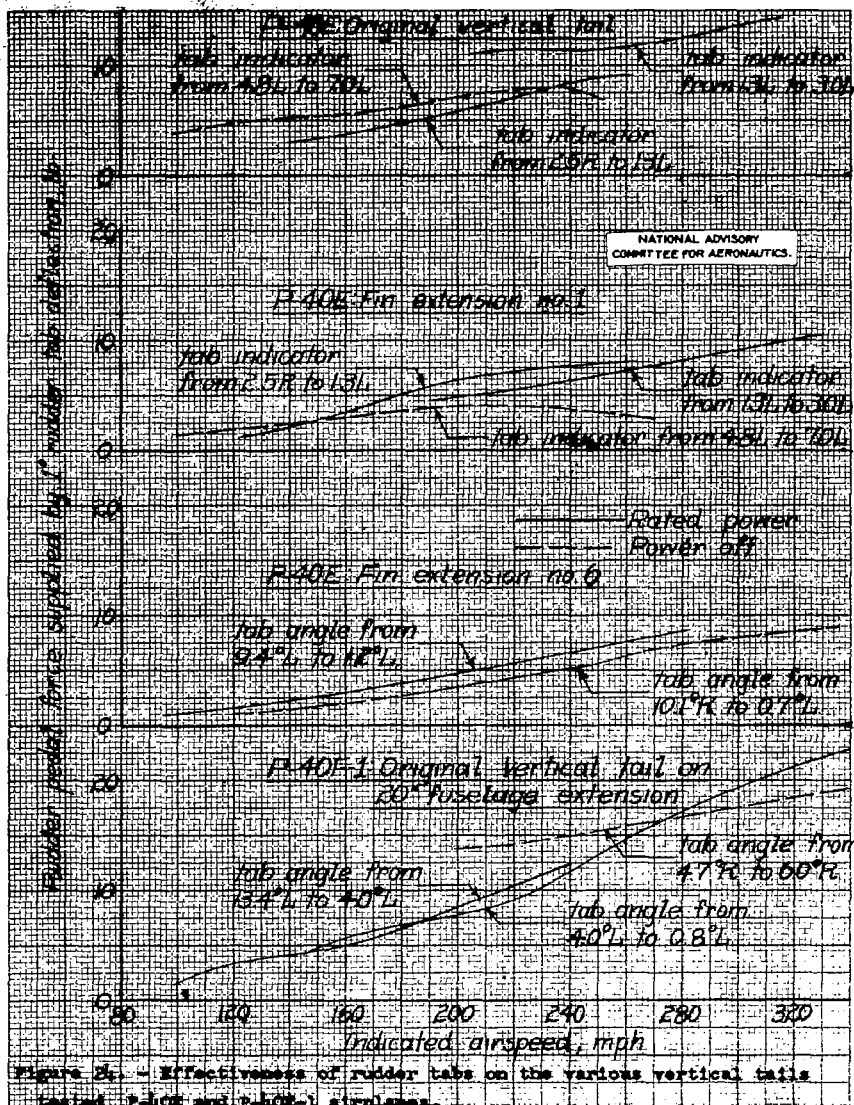 P-40E: Original vertical tail
10
tab indicator
from 4.8L to 7.0L
tab indicator
from 1.3L to 3.0L
tab indicator
from 2.5R to 1.3L
0
20
NATIONAL ADVISORY
COMMITTEE FOR AERONAUTICS.
P-40E: Fin extension no. 1
10
tab indicator
from 2.5R to 1.3L
tab indicator
from 1.3L to 3.0L
tab indicator from 4.8L to 7.0L
0
20
Rated power
Power off
P-40E: Fin extension no. 6
10
tab angle from
9.4°L to
tab angle from
10.1°R to 0.7°L
0
P-40F-1: Original vertical tail on
20" fuselage extension
20
tab angle from
4.7°R to 6.0°R
tab angle from
13.4°L to 4.0°L
10
tab angle from
4.0°L to 0.8°L
0
80 120 160 200 240 280 320
Indicated airspeed, mph
Rudder pedal force supplied by 1° rudder tab deflection, lb
Figure 24. - Effectiveness of rudder tabs on the various vertical tails
tested. P-40E and P-40F-1 airplanes.